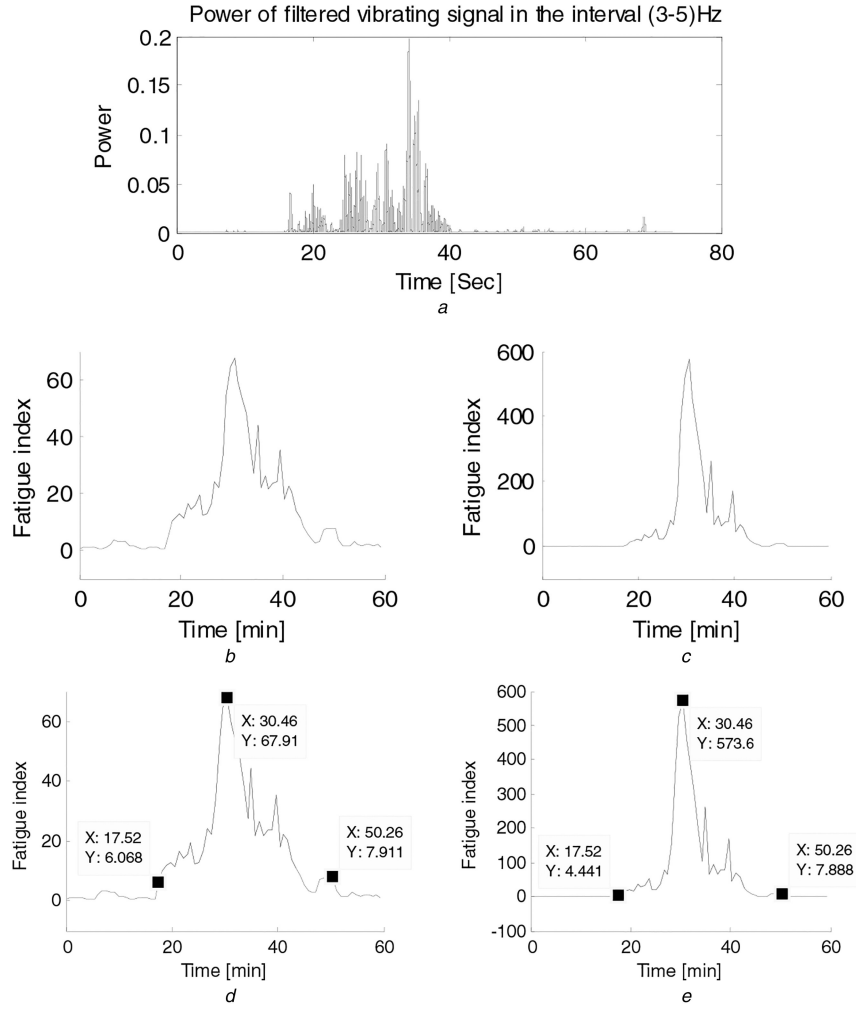 Power of filtered vibrating signal in the interval (3-5)Hz
0.2
0.15
0.1
0.05
0
Power
0 20 40 60 80
Time [Sec]
a
60
40
20
0
Fatigue index
0 20 40 60
Time [min]
b
600
400
200
0
Fatigue index
0 20 40 60
Time [min]
c
60
40
20
0
Fatigue index
X: 30.46
Y: 67.91
X: 17.52
Y: 6.068
X: 50.26
Y: 7.911
0 20 40 60
Time [min]
d
600
500
400
300
200
100
0
-100
Fatigue index
X: 30.46
Y: 573.6
X: 17.52
Y: 4.441
X: 50.26
Y: 7.888
0 20 40 60
Time [min]
e